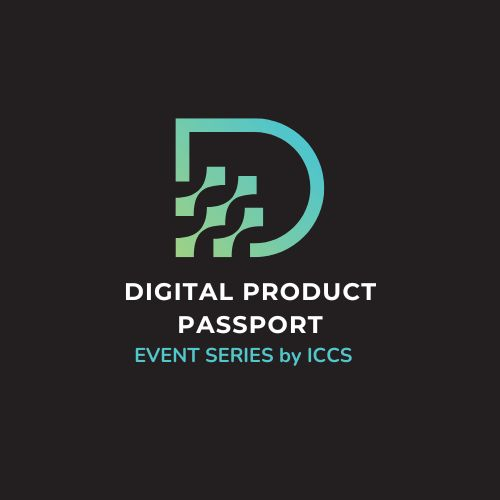 DIGITAL PRODUCT
PASSPORT
EVENT SERIES by ICCS